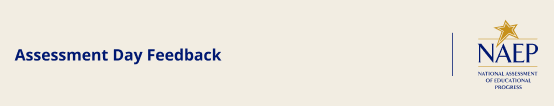 Assessment Day Feedback
NAEP
NATIONAL ASSESSMENT
OF EDUCATIONAL
PROGRESS